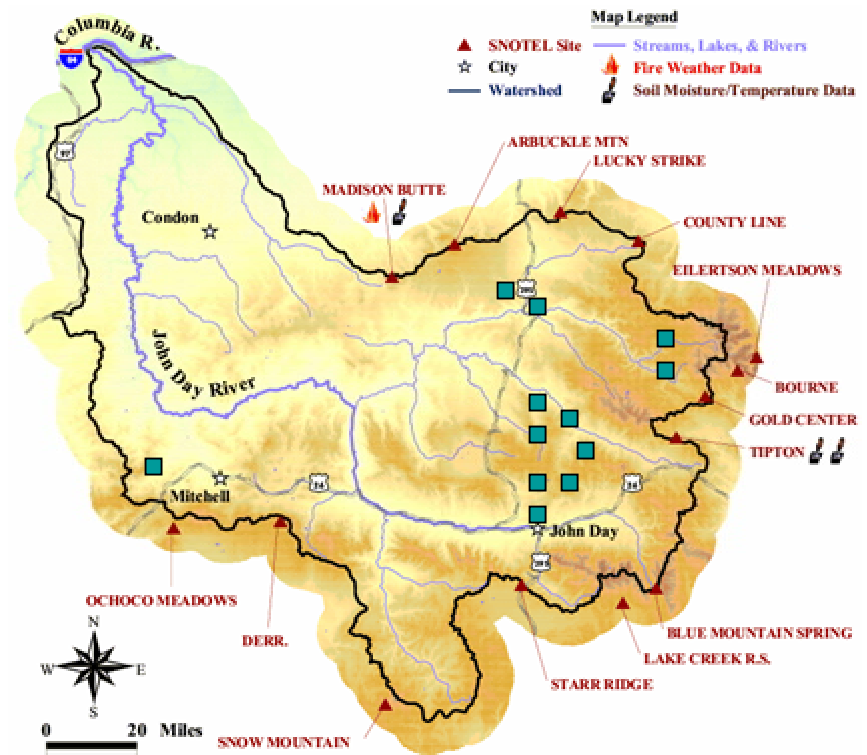 Columbia R.
84
97
Map Legend
SNOTEL Site
Streams, Lakes, & Rivers
City
Fire Weather Data
Watershed
Soil Moisture/Temperature Data
ARBUCKLE MTN
LUCKY STRIKE
MADISON BUTTE
COUNTY LINE
Condon
EILERTSON MEADOWS
John Day River
BOURNE
GOLD CENTER
TIPTON
Mitchell
John Day
OCHOCO MEADOWS
DERR.
BLUE MOUNTAIN SPRING
LAKE CREEK R.S.
STARR RIDGE
SNOW MOUNTAIN
N
W E
S
0 20 Miles